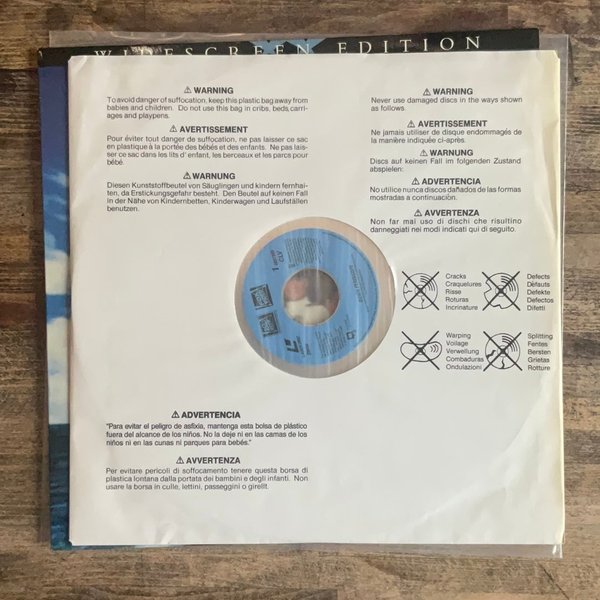 WIDESCREEN EDITION
⚠ WARNING
To avoid danger of suffocation, keep this plastic bag away from
babies and children. Do not use this bag in cribs, beds, carri-
ages and playpens.
⚠ AVERTISSEMENT
Pour éviter tout danger de suffocation, ne pas laisser ce sac
en plastique à la portée des bébés et des enfants. Ne pas lais-
ser ce sac dans les lits d' enfant, les berceaux et les parcs pour
bébé.
⚠ WARNUNG
Diesen Kunststoffbeutel von Säuglingen und kindern fernhal-
ten, da Erstickungsgefahr besteht. Den Beutel auf keinen Fall
in der Nähe von Kindernbetten, Kinderwagen und Laufställen
benutzen.
⚠ ADVERTENCIA
"Para evitar el peligro de asfixia, mantenga esta bolsa de plástico
fuera del alcance de los niños. No la deje ni en las camas de los
niños ni en las cunas ni parques para bebés."
⚠ AVVERTENZA
Per evitare pericoli di soffocamento tenere questa borsa di
plastica lontana dalla portata dei bambini e degli infanti. Non
usare la borsa in culle, lettini, passeggini o girellt.
⚠ WARNING
Never use damaged discs in the ways shown
as follows.
⚠ AVERTISSEMENT
Ne jamais utiliser de disque endommagés de
la manière indiquée ci-après.
⚠ WARNUNG
Discs auf keinen Fall im folgenden Zustand
abspielen:
⚠ ADVERTENCIA
No utilice nunca discos dañados de las formas
mostradas a continuación.
⚠ AVVERTENZA
Non far mai uso di dischi che risultino
danneggati nei modi indicati qui di seguito.
Cracks
Craquelures
Risse
Roturas
Incrinature
Defects
Défauts
Defekte
Defectos
Difetti
Warping
Voilage
Verwellung
Combaduras
Ondulazioni
Splitting
Fentes
Bersten
Grietas
Rotture
1
CLV